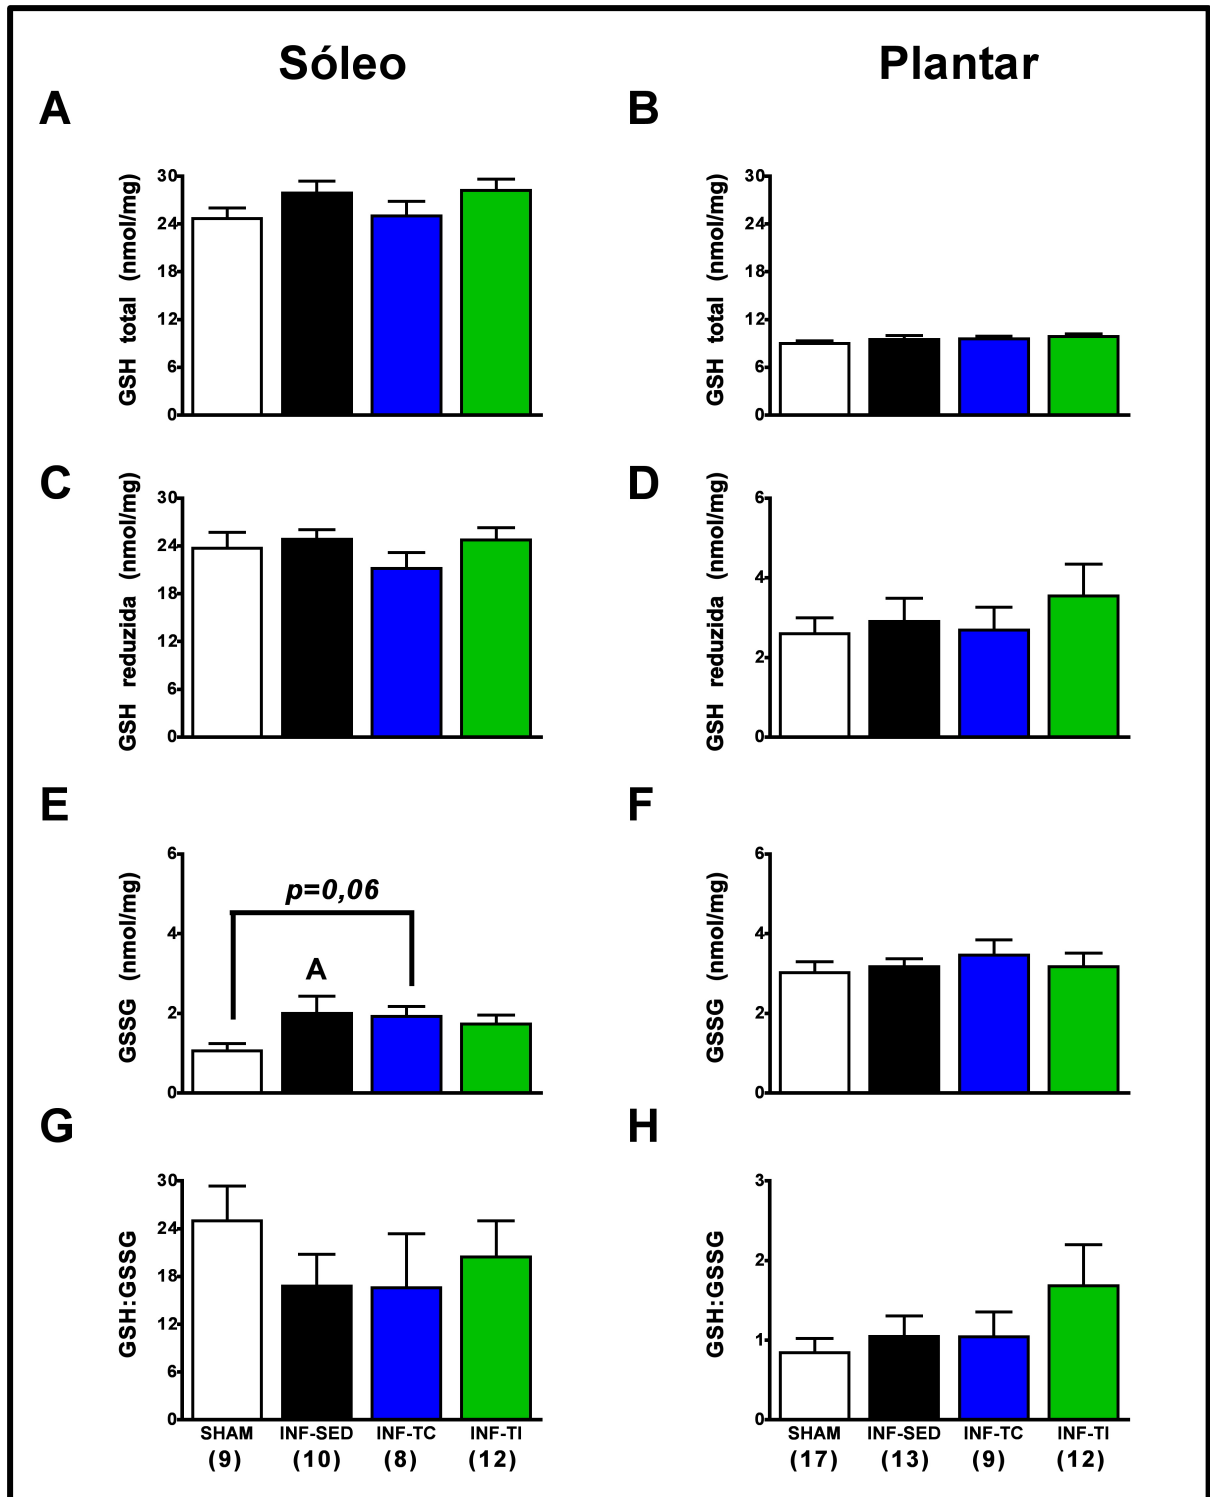 Sóleo
Plantar
A
B
GSH total (nmol/mg)
30
24
18
12
6
0
GSH total (nmol/mg)
30
24
18
12
6
0
C
D
GSH reduzida (nmol/mg)
30
24
18
12
6
0
GSH reduzida (nmol/mg)
6
4
2
0
E
F
GSSG (nmol/mg)
6
4
2
0
p=0,06
A
GSSG (nmol/mg)
6
4
2
0
G
H
GSH:GSSG
30
24
18
12
6
0
GSH:GSSG
3
2
1
0
SHAM INF-SED INF-TC INF-TI
(9) (10) (8) (12)
SHAM INF-SED INF-TC INF-TI
(17) (13) (9) (12)